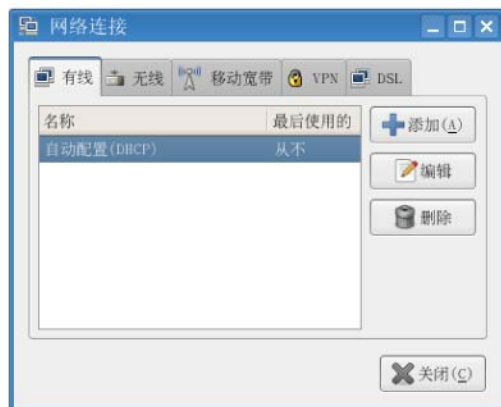 网络连接
有线 无线 移动宽带 VPN DSL
名称 最后使用的
自动配置(DHCP) 从不
添加(A)
编辑
删除
关闭(C)